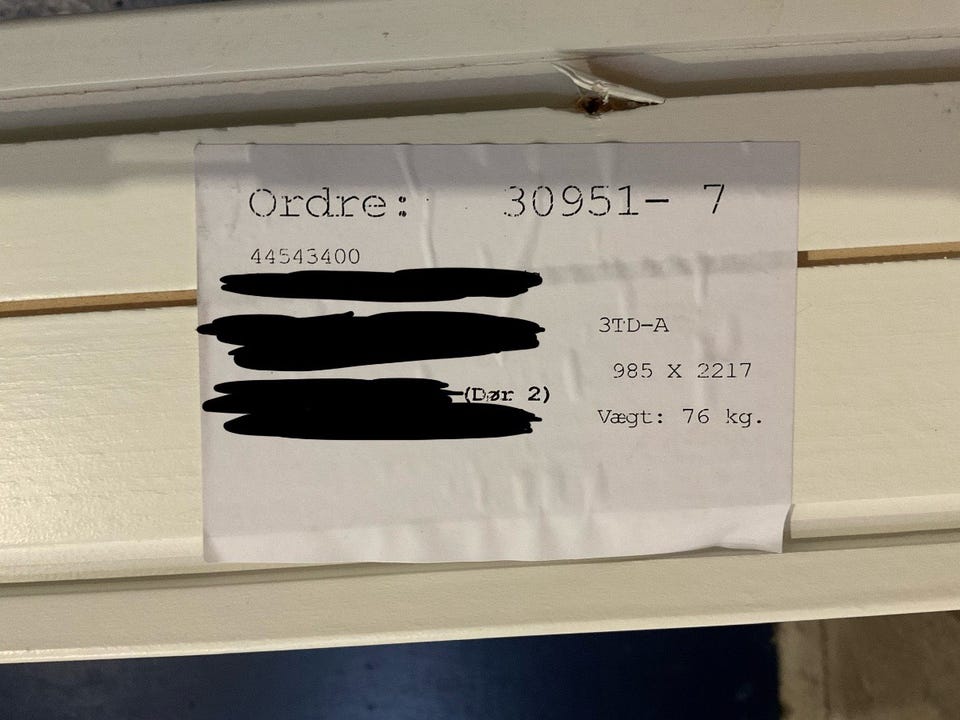 Ordre: 30951- 7
44543400
3TD-A
985 X 2217
(Dør 2)
Vægt: 76 kg.